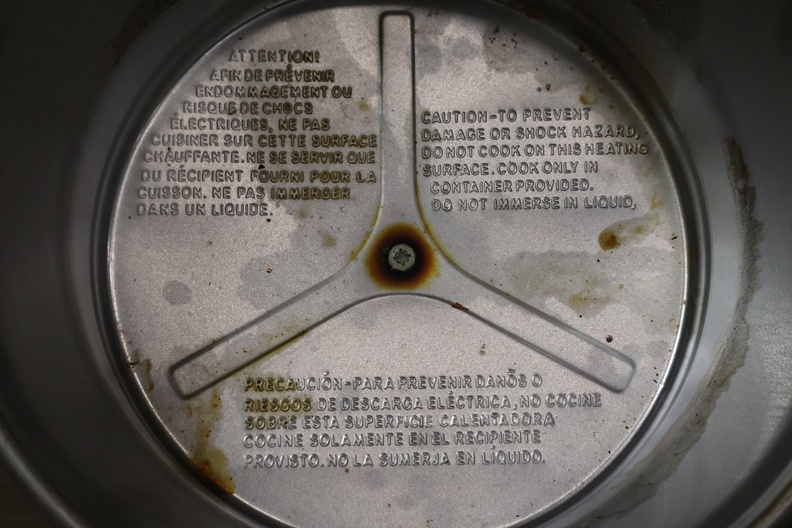 ATTENTION!
AFIN DE PRÉVENIR
ENDOMMAGEMENT OU
RISQUE DE CHOCS
ÉLECTRIQUES, NE PAS
CUISINER SUR CETTE SURFACE
CHAUFFANTE. NE SE SERVIR QUE
DU RÉCIPIENT FOURNI POUR LA
CUISSON. NE PAS IMMERGER
DANS UN LIQUIDE.
CAUTION-TO PREVENT
DAMAGE OR SHOCK HAZARD,
DO NOT COOK ON THIS HEATING
SURFACE. COOK ONLY IN
CONTAINER PROVIDED.
DO NOT IMMERSE IN LIQUID.
PRECAUCIÓN-PARA PREVENIR DANOS O
RIESGOS DE DESCARGA ELÉCTRICA, NO COCINE
SOBRE ESTA SUPERFICIE CALENTADORA
COCINE SOLAMENTE EN EL RECIPIENTE
PROVISTO. NO LA SUMERJA EN LÍQUIDO.